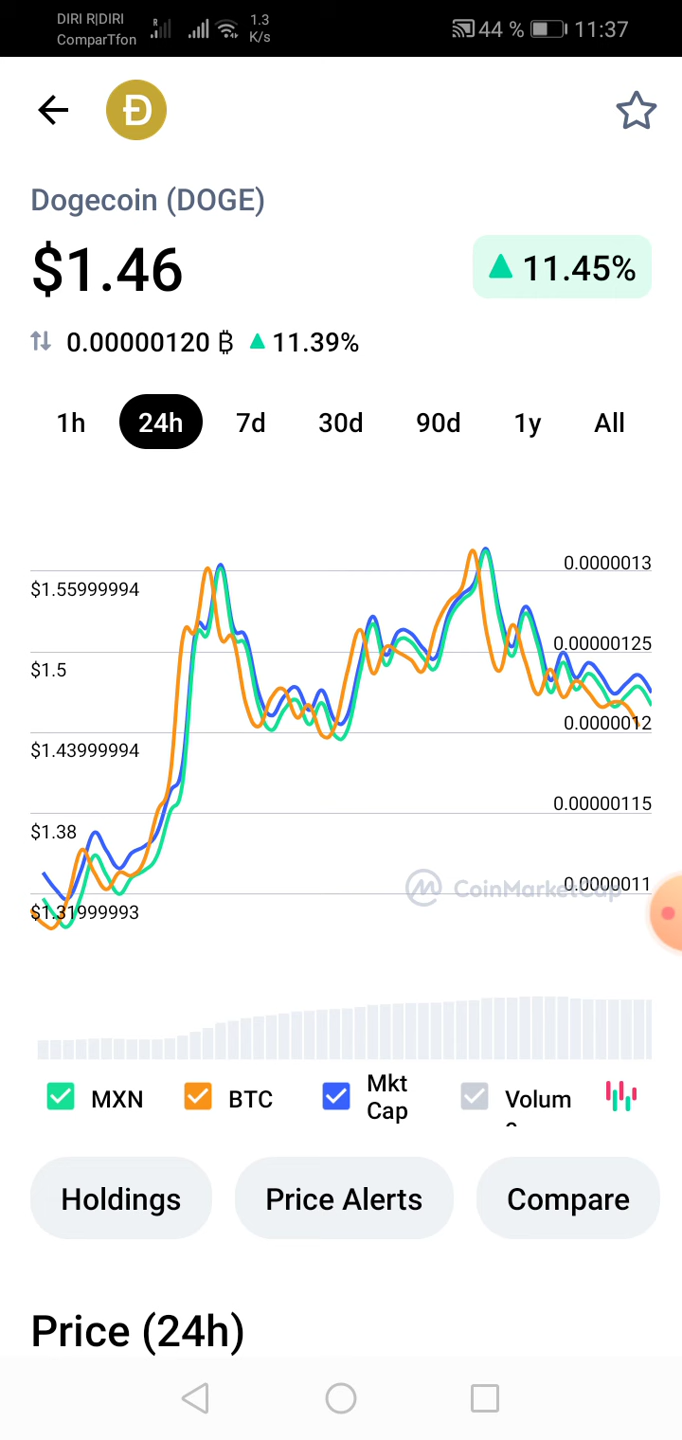 DIRI R|DIRI
ComparTfon
R
1.3
K/s
44 %
11:37
Dogecoin (DOGE)
$1.46
11.45%
0.00000120 ₿ 11.39%
1h 24h 7d 30d 90d 1y All
0.0000013
$1.55999994
0.00000125
$1.5
0.0000012
$1.43999994
0.00000115
$1.38
CoinMarketCap
0.0000011
$1.31999993
MXN
BTC
Mkt
Cap
Volum
Holdings
Price Alerts
Compare
Price (24h)